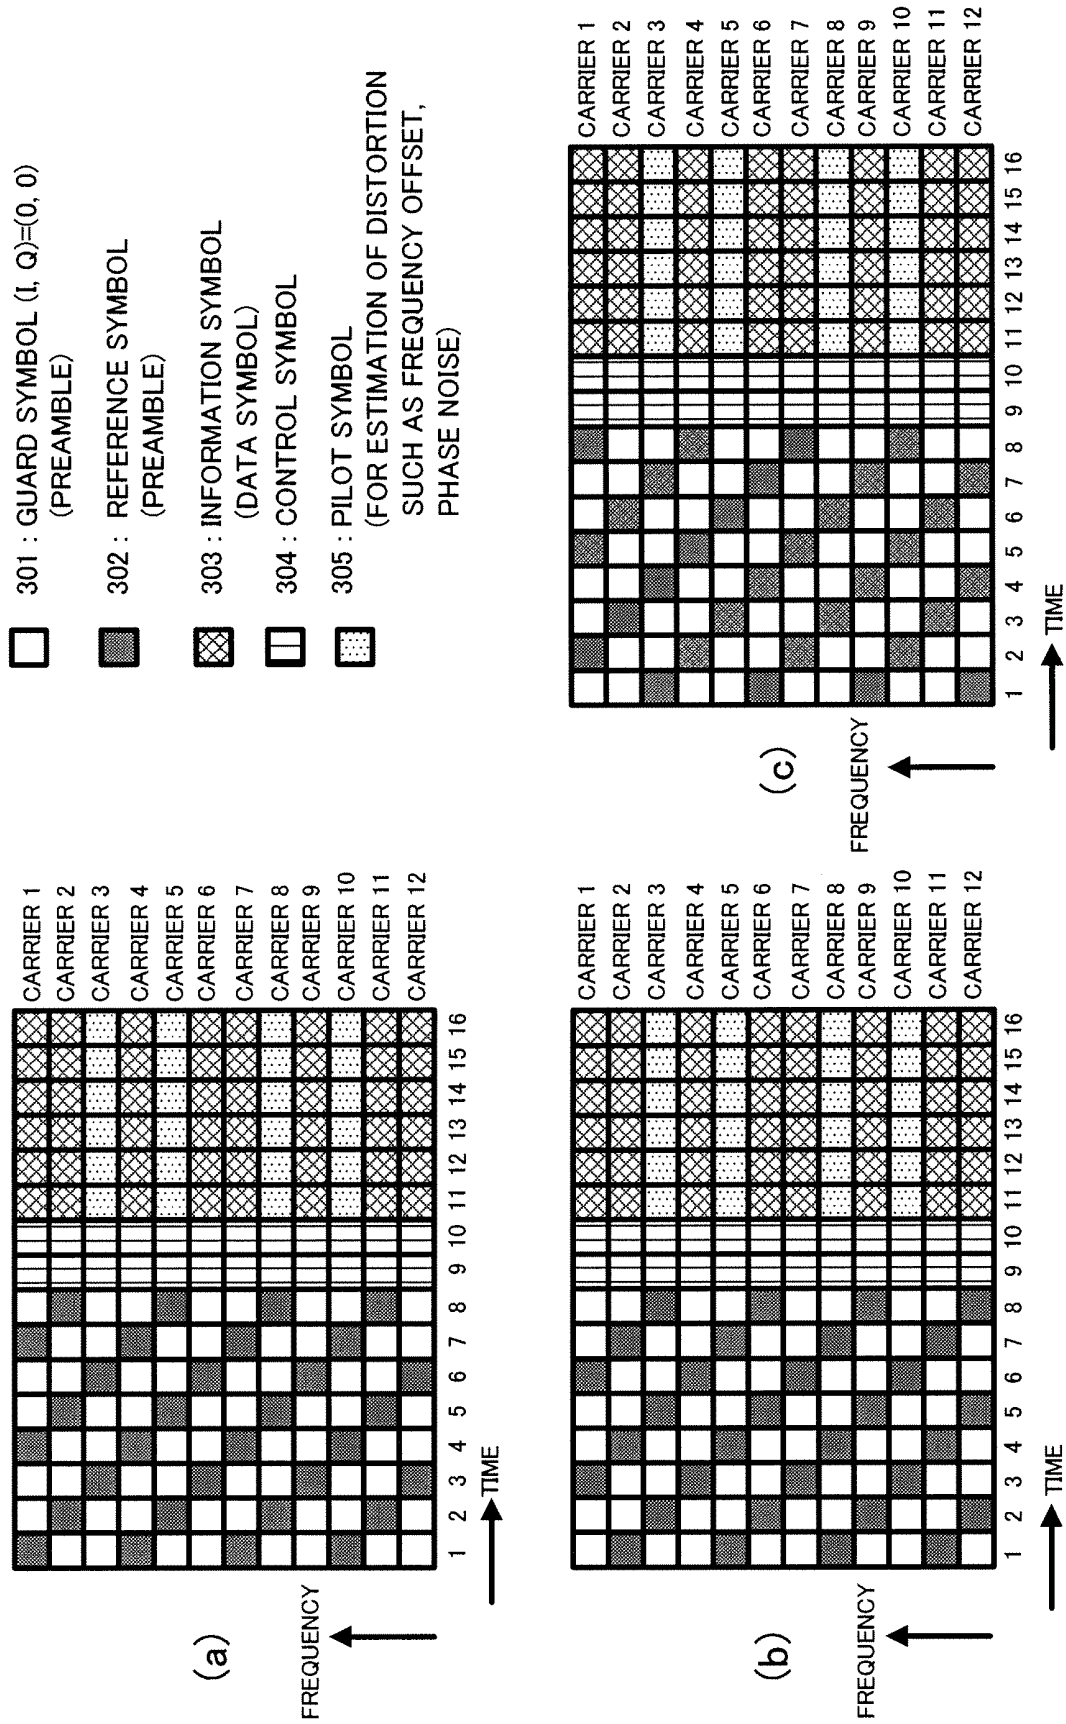 301 : GUARD SYMBOL (I, Q)=(0, 0)
(PREAMBLE)
302 : REFERENCE SYMBOL
(PREAMBLE)
303 : INFORMATION SYMBOL
(DATA SYMBOL)
304 : CONTROL SYMBOL
305 : PILOT SYMBOL
(FOR ESTIMATION OF DISTORTION
SUCH AS FREQUENCY OFFSET,
PHASE NOISE)
(a)
FREQUENCY
CARRIER 1
CARRIER 2
CARRIER 3
CARRIER 4
CARRIER 5
CARRIER 6
CARRIER 7
CARRIER 8
CARRIER 9
CARRIER 10
CARRIER 11
CARRIER 12
1 2 3 4 5 6 7 8 9 10 11 12 13 14 15 16
TIME
(b)
FREQUENCY
CARRIER 1
CARRIER 2
CARRIER 3
CARRIER 4
CARRIER 5
CARRIER 6
CARRIER 7
CARRIER 8
CARRIER 9
CARRIER 10
CARRIER 11
CARRIER 12
1 2 3 4 5 6 7 8 9 10 11 12 13 14 15 16
TIME
(c)
FREQUENCY
CARRIER 1
CARRIER 2
CARRIER 3
CARRIER 4
CARRIER 5
CARRIER 6
CARRIER 7
CARRIER 8
CARRIER 9
CARRIER 10
CARRIER 11
CARRIER 12
1 2 3 4 5 6 7 8 9 10 11 12 13 14 15 16
TIME